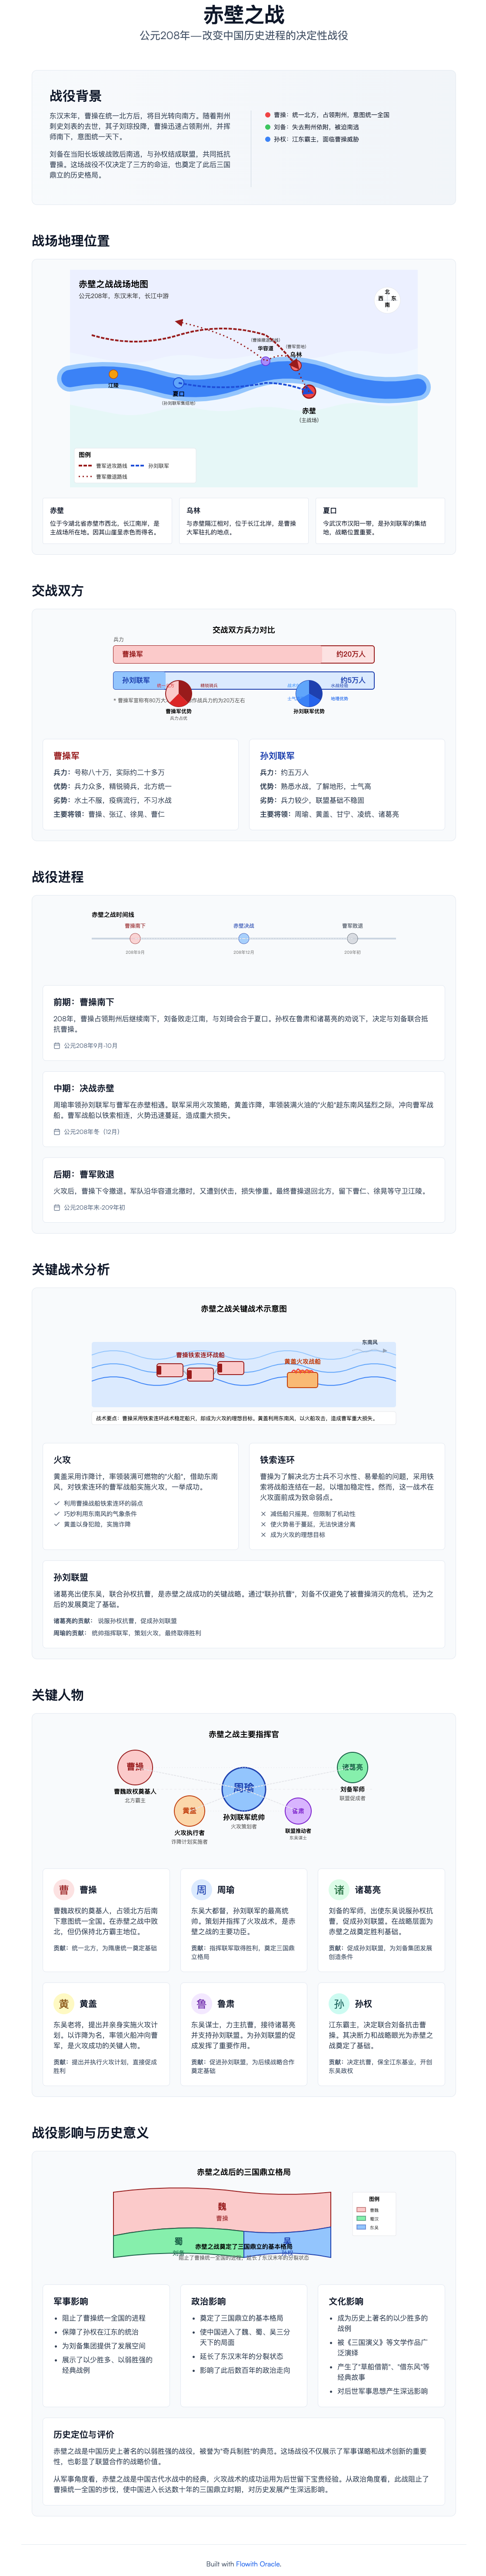 赤壁之战
公元208年—改变中国历史进程的决定性战役
战役背景
东汉末年，曹操在统一北方后，将目光转向南方。随着荆州
刺史刘表的去世，其子刘琮投降，曹操迅速占领荆州，并挥
师南下，意图统一天下。
刘备在当阳长坂坡战败后南逃，与孙权结成联盟，共同抵抗
曹操。这场战役不仅决定了三方的命运，也奠定了此后三国
鼎立的历史格局。
曹操：统一北方，占领荆州，意图统一全国
刘备：失去荆州依附，被迫南逃
孙权：江东霸主，面临曹操威胁
战场地理位置
赤壁之战战场地图
公元208年，东汉末年，长江中游
北
西 东
南
华容道
(曹军营地)
乌林
江陵
夏口
(孙刘联军集结地)
赤壁
(主战场)
图例
曹军进攻路线
孙刘联军
曹军撤退路线
赤壁
位于今湖北省赤壁市西北，长江南岸，是
主战场所在地。因其山崖呈赤色而得名。
乌林
与赤壁隔江相对，位于长江北岸，是曹操
大军驻扎的地点。
夏口
今武汉市汉阳一带，是孙刘联军的集结
地，战略位置重要。
交战双方
交战双方兵力对比
兵力
曹操军
约20万人
孙刘联军
约5万人
精锐骑兵
水战经验
地理优势
* 曹操军宣称有80万大
作战兵力约为20万左右
曹操军优势
兵力占优
孙刘联军优势
曹操军
兵力：号称八十万，实际约二十多万
优势：兵力众多，精锐骑兵，北方统一
劣势：水土不服，疫病流行，不习水战
主要将领：曹操、张辽、徐晃、曹仁
孙刘联军
兵力：约五万人
优势：熟悉水战，了解地形，士气高
劣势：兵力较少，联盟基础不稳固
主要将领：周瑜、黄盖、甘宁、凌统、诸葛亮
战役进程
赤壁之战时间线
曹操南下
赤壁决战
曹军败退
208年9月
208年12月
209年初
前期：曹操南下
208年，曹操占领荆州后继续南下，刘备败走江南，与刘琦会合于夏口。孙权在鲁肃和诸葛亮的劝说下，决定与刘备联合抵
抗曹操。
公元208年9月-10月
中期：决战赤壁
周瑜率领孙刘联军与曹军在赤壁相遇。联军采用火攻策略，黄盖诈降，率领装满火油的"火船"趁东南风猛烈之际，冲向曹军战
船。曹军战船以铁索相连，火势迅速蔓延，造成重大损失。
公元208年冬（12月）
后期：曹军败退
火攻后，曹操下令撤退。军队沿华容道北撤时，又遭到伏击，损失惨重。最终曹操退回北方，留下曹仁、徐晃等守卫江陵。
公元208年末-209年初
关键战术分析
赤壁之战关键战术示意图
东南风
曹操铁索连环战船
黄盖火攻战船
战术要点：曹操采用铁索连环战术稳定船只，却成为火攻的理想目标。黄盖利用东南风，以火船攻击，造成曹军重大损失。
火攻
黄盖采用诈降计，率领装满可燃物的"火船"，借助东南
风，对铁索连环的曹军战船实施火攻，一举成功。
利用曹操战船铁索连环的弱点
巧妙利用东南风的气象条件
黄盖以身犯险，实施诈降
铁索连环
曹操为了解决北方士兵不习水性、易晕船的问题，采用铁
索将战船连结在一起，以增加稳定性。然而，这一战术在
火攻面前成为致命弱点。
减低船只摇晃，但限制了机动性
使火势易于蔓延，无法快速分离
成为火攻的理想目标
孙刘联盟
诸葛亮出使东吴，联合孙权抗曹，是赤壁之战成功的关键战略。通过"联孙抗曹"，刘备不仅避免了被曹操消灭的危机，还为之
后的发展奠定了基础。
诸葛亮的贡献： 说服孙权抗曹，促成孙刘联盟
周瑜的贡献： 统帅指挥联军，策划火攻，最终取得胜利
关键人物
赤壁之战主要指挥官
曹操
曹魏政权奠基人
北方霸主
周瑜
孙刘联军统帅
火攻策划者
诸葛亮
刘备军师
联盟促成者
黄盖
火攻执行者
诈降计划实施者
鲁肃
联盟推动者
东吴谋士
曹
曹操
曹魏政权的奠基人，占领北方后南
下意图统一全国。在赤壁之战中败
北，但仍保持北方霸主地位。
贡献：统一北方，为隋唐统一奠定基础
周
周瑜
东吴大都督，孙刘联军的最高统
帅，策划并指挥了火攻战术，是赤
壁之战的主要功臣。
贡献：指挥联军取得胜利，奠定三国鼎
立格局
诸
诸葛亮
刘备的军师，出使东吴说服孙权抗
曹，促成孙刘联盟。在战略层面为
赤壁之战奠定胜利基础。
贡献：促成孙刘联盟，为刘备集团发展
创造条件
黄
黄盖
东吴老将，提出并亲身实施火攻计
划。以诈降为名，率领火船冲向曹
军，是火攻成功的关键人物。
贡献：提出并执行火攻计划，直接促成
胜利
鲁
鲁肃
东吴谋士，力主抗曹，接待诸葛亮
并支持孙刘联盟。为孙刘联盟的促
成发挥了重要作用。
贡献：促进孙刘联盟，为后续战略合作
奠定基础
孙
孙权
江东霸主，决定联合刘备抗击曹
操。其决断力和战略眼光为赤壁之
战奠定了基础。
贡献：决定抗曹，保全江东基业，开创
东吴政权
战役影响与历史意义
赤壁之战后的三国鼎立格局
魏
曹操
蜀
吴
赤壁之战奠定了三国鼎立的基本格局
阻止了曹操统一全国的进程，延长了东汉末年的分裂状态
图例
曹魏
蜀汉
东吴
军事影响
阻止了曹操统一全国的进程
保障了孙权在江东的统治
为刘备集团提供了发展空间
展示了以少胜多、以弱胜强的
经典战例
政治影响
奠定了三国鼎立的基本格局
使中国进入了魏、蜀、吴三分
天下的局面
延长了东汉末年的分裂状态
影响了此后数百年的政治走向
文化影响
成为历史上著名的以少胜多的
战例
被《三国演义》等文学作品广
泛演绎
产生了"草船借箭"、"借东风"等
经典故事
对后世军事思想产生深远影响
历史定位与评价
赤壁之战是中国历史上著名的以弱胜强的战役，被誉为"奇兵制胜"的典范。这场战役不仅展示了军事谋略和战术创新的重要
性，也彰显了联盟合作的战略价值。
从军事角度看，赤壁之战是中国古代水战中的经典，火攻战术的成功运用为后世留下宝贵经验。从政治角度看，此战阻止了
曹操统一全国的步伐，使中国进入长达数十年的三国鼎立时期，对历史发展产生深远影响。
Built with Flowith Oracle.